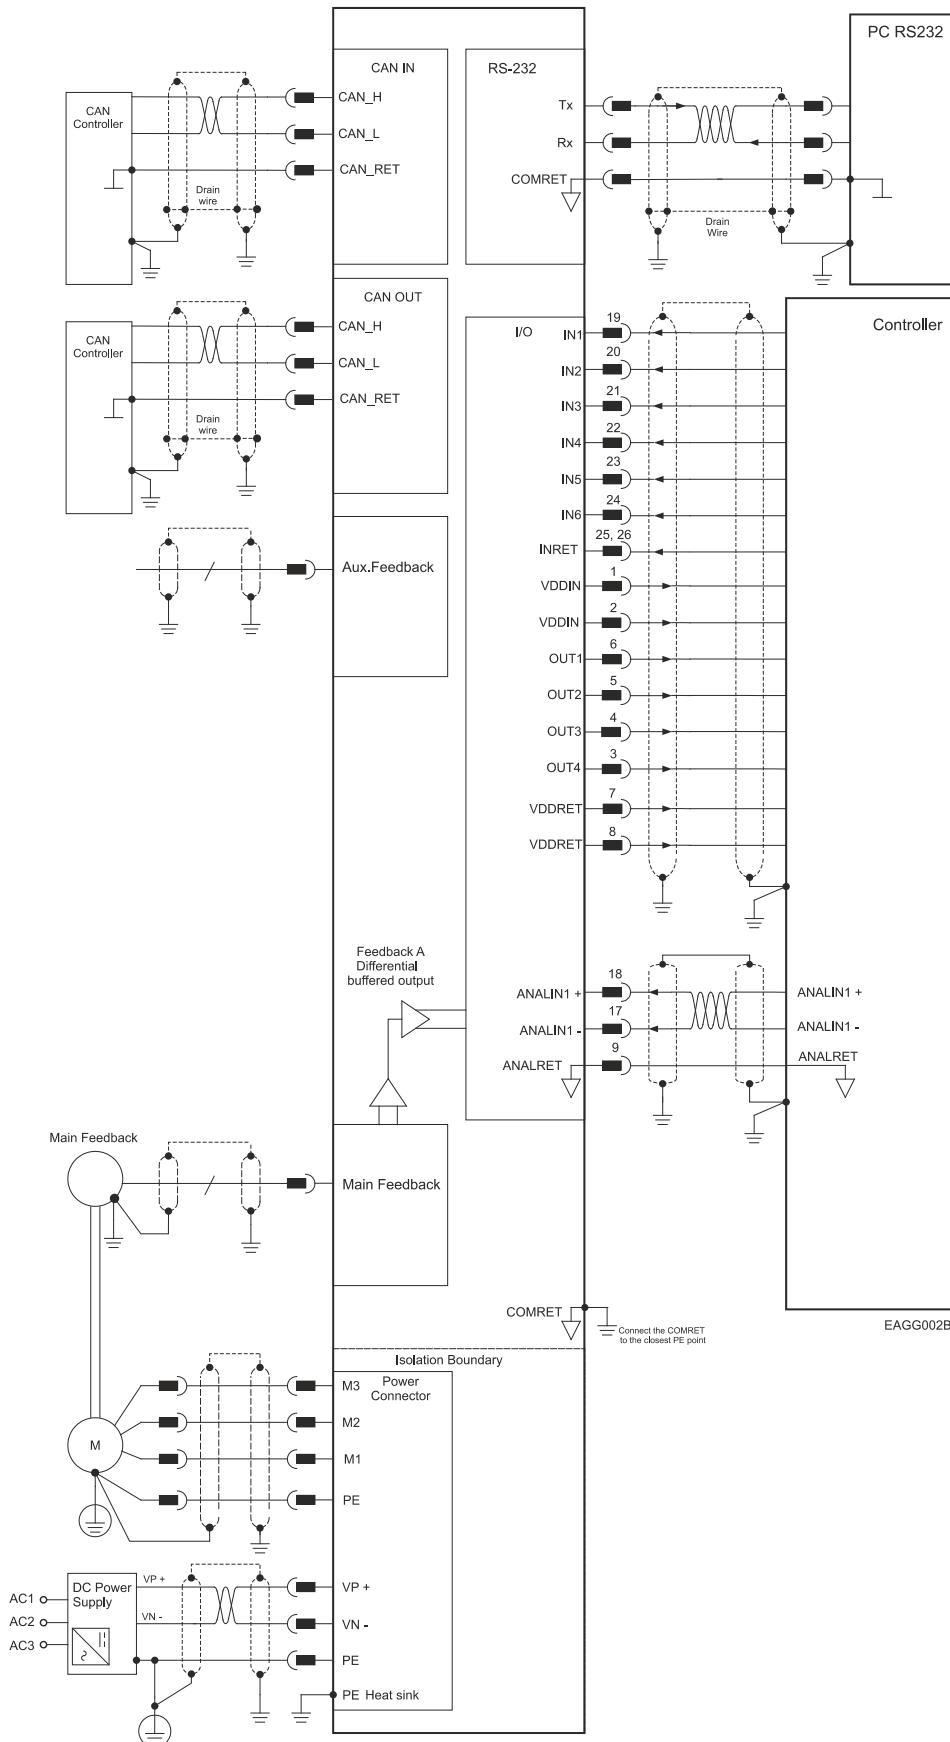 PC RS232
CAN IN
RS-232
CAN
Controller
CAN_H
CAN_L
CAN_RET
Drain
wire
Tx
Rx
COMRET
Drain
Wire
CAN OUT
CAN
Controller
CAN_H
CAN_L
CAN_RET
Drain
wire
Aux.Feedback
I/O
Controller
IN1
19
IN2
20
IN3
21
IN4
22
IN5
23
IN6
24
INRET
25, 26
VDDIN
1
VDDIN
2
OUT1
6
OUT2
5
OUT3
4
OUT4
3
VDDRET
7
VDDRET
8
Feedback A
Differential
buffered output
ANALIN1 +
18
ANALIN1 +
ANALIN1 -
17
ANALIN1 -
ANALRET
9
ANALRET
Main Feedback
Main Feedback
COMRET
Connect the COMRET
to the closest PE point
EAGG002B
Isolation Boundary
Power
Connector
M3
M2
M
M1
PE
DC Power
Supply
AC1
AC2
AC3
VP +
VN -
VP +
VN -
PE
PE Heat sink